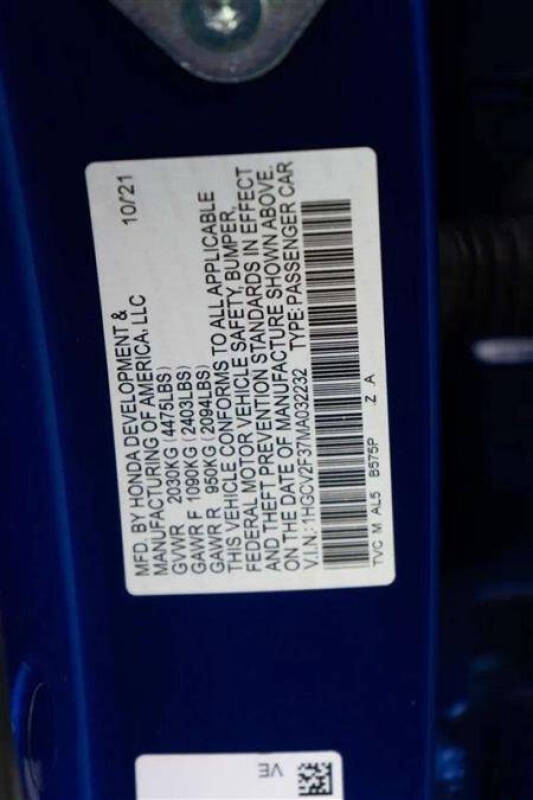 MFD. BY HONDA DEVELOPMENT & 10/21
MANUFACTURING OF AMERICA, LLC
GVWR 2030KG (4475LBS)
GAWR F 1090KG (2403LBS)
GAWR R 950KG (2094LBS)
THIS VEHICLE CONFORMS TO ALL APPLICABLE
FEDERAL MOTOR VEHICLE SAFETY, BUMPER,
AND THEFT PREVENTION STANDARDS IN EFFECT
ON THE DATE OF MANUFACTURE SHOWN ABOVE.
V.I.N.: 1HGCV2F37MA032232 TYPE: PASSENGER CAR
TVC M AL5 B575P Z A
VE